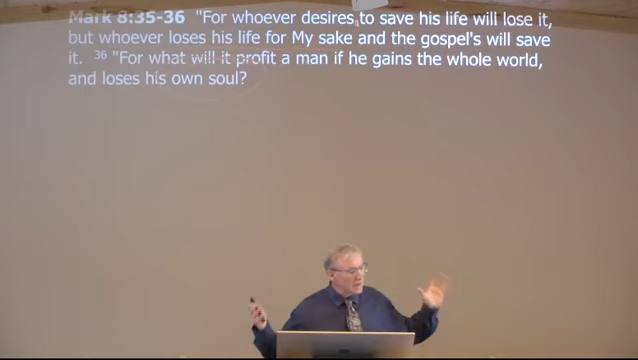 Mark 8:35-36 "For whoever desires to save his life will lose it,
but whoever loses his life for My sake and the gospel's will save
it. 36 "For what will it profit a man if he gains the whole world,
and loses his own soul?